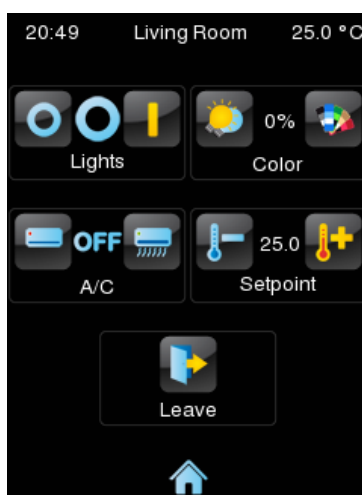 20:49 Living Room 25.0 °C
0%
Lights Color
OFF 25.0
A/C Setpoint
Leave